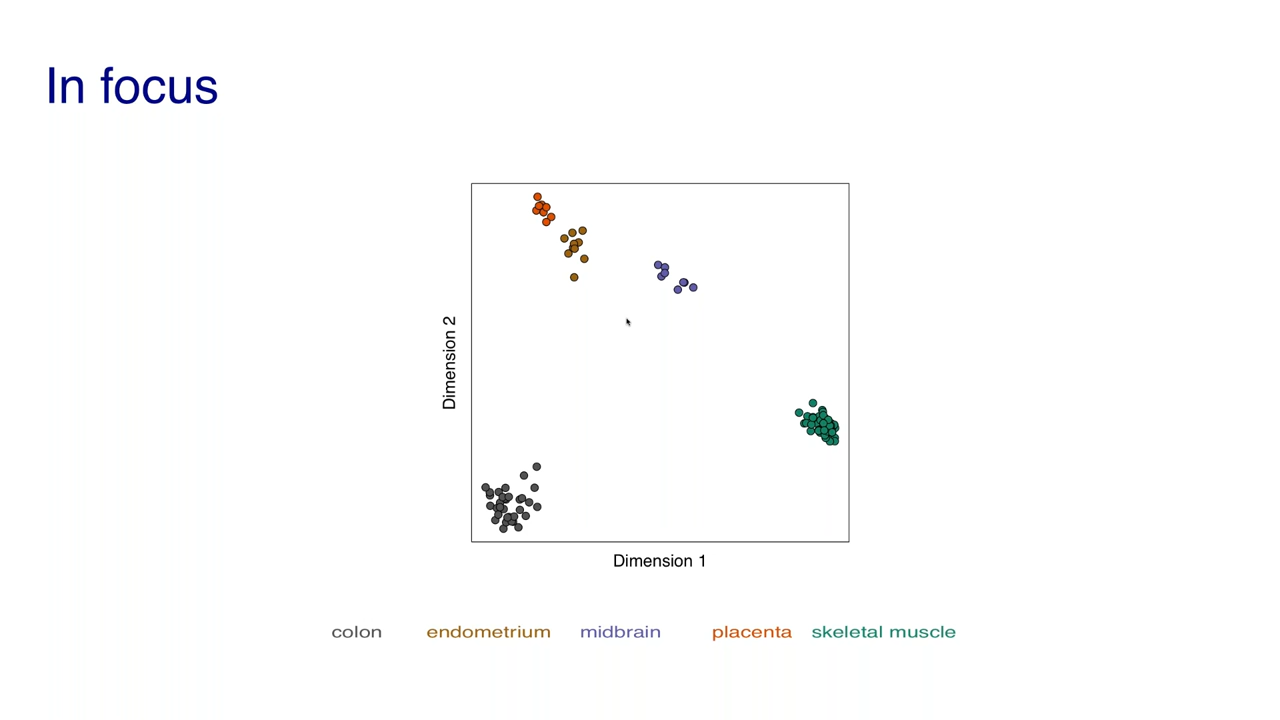 In focus
Dimension 2
Dimension 1
colon endometrium midbrain placenta skeletal muscle